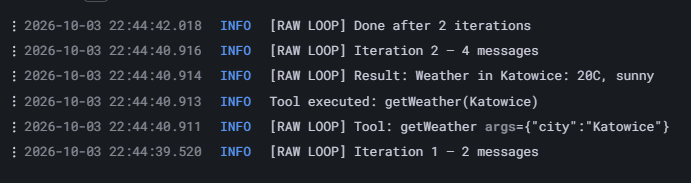 2026-10-03 22:44:42.018 INFO [RAW LOOP] Done after 2 iterations
2026-10-03 22:44:40.916 INFO [RAW LOOP] Iteration 2 — 4 messages
2026-10-03 22:44:40.914 INFO [RAW LOOP] Result: Weather in Katowice: 20C, sunny
2026-10-03 22:44:40.913 INFO Tool executed: getWeather(Katowice)
2026-10-03 22:44:40.911 INFO [RAW LOOP] Tool: getWeather args={"city":"Katowice"}
2026-10-03 22:44:39.520 INFO [RAW LOOP] Iteration 1 — 2 messages